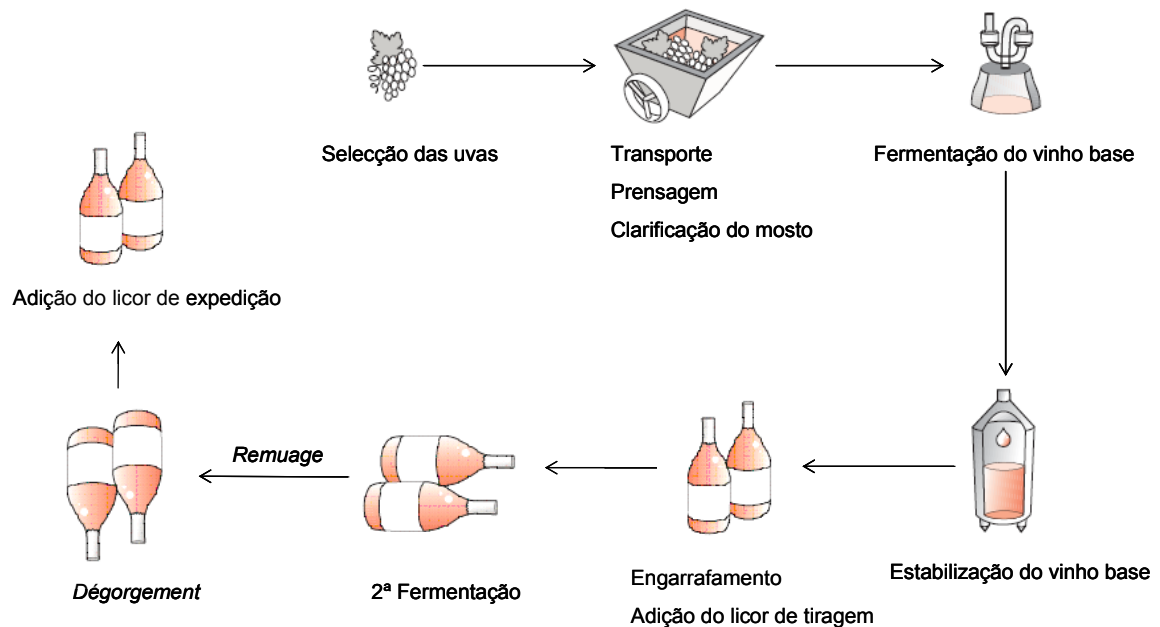 Selecção das uvas
Transporte
Prensagem
Clarificação do mosto
Fermentação do vinho base
Estabilização do vinho base
Engarrafamento
Adição do licor de tiragem
2ª Fermentação
Remuage
Dégorgement
Adição do licor de expedição